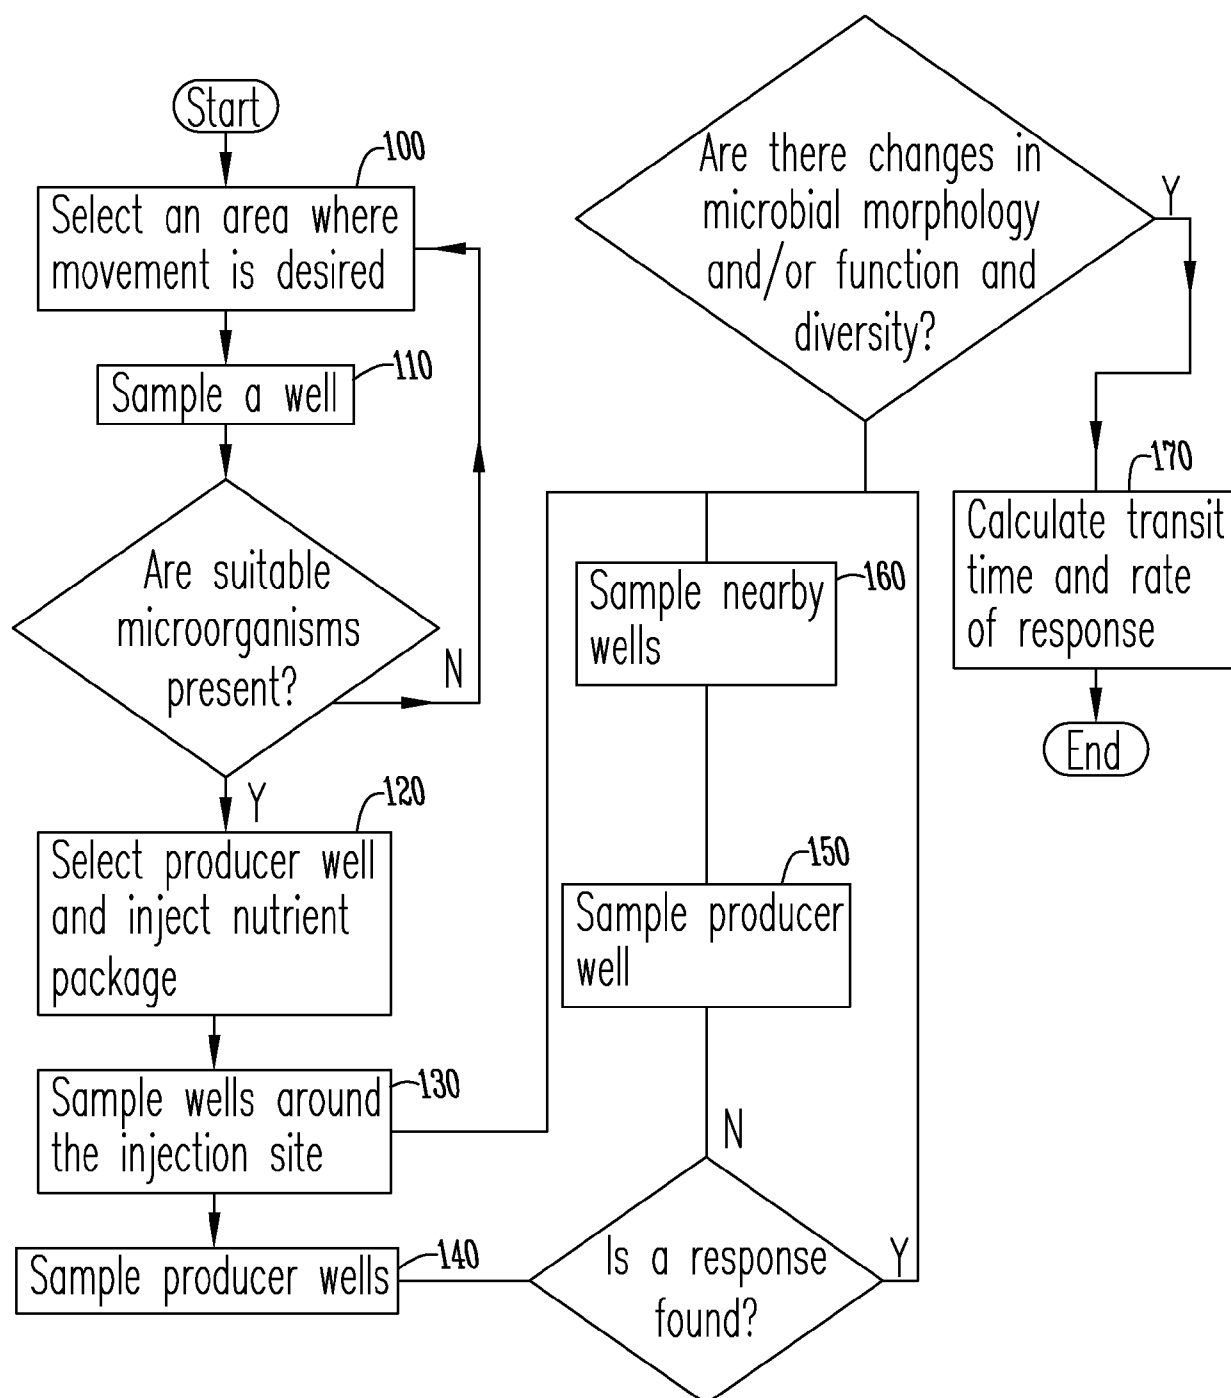 Start
100
Select an area where
movement is desired
110
Sample a well
Are suitable
microorganisms
present?
N
Y
120
Select producer well
and inject nutrient
package
130
Sample wells around
the injection site
140
Sample producer wells
Is a response
found?
Y
N
150
Sample producer
well
160
Sample nearby
wells
Are there changes in
microbial morphology
and/or function and
diversity?
Y
170
Calculate transit
time and rate
of response
End